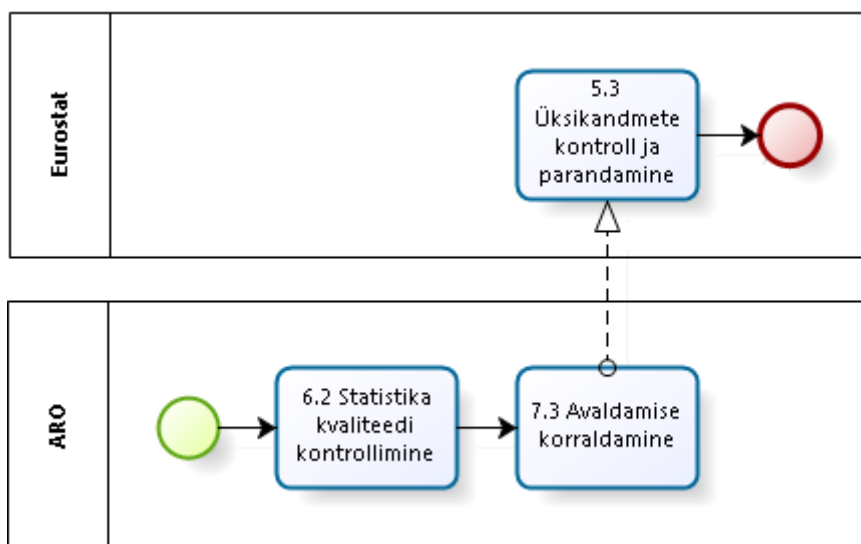 Eurostat
5.3
Üksikandmete
kontroll ja
parandamine
ARO
6.2 Statistika
kvaliteedi
kontrollimine
7.3 Avaldamise
korraldamine